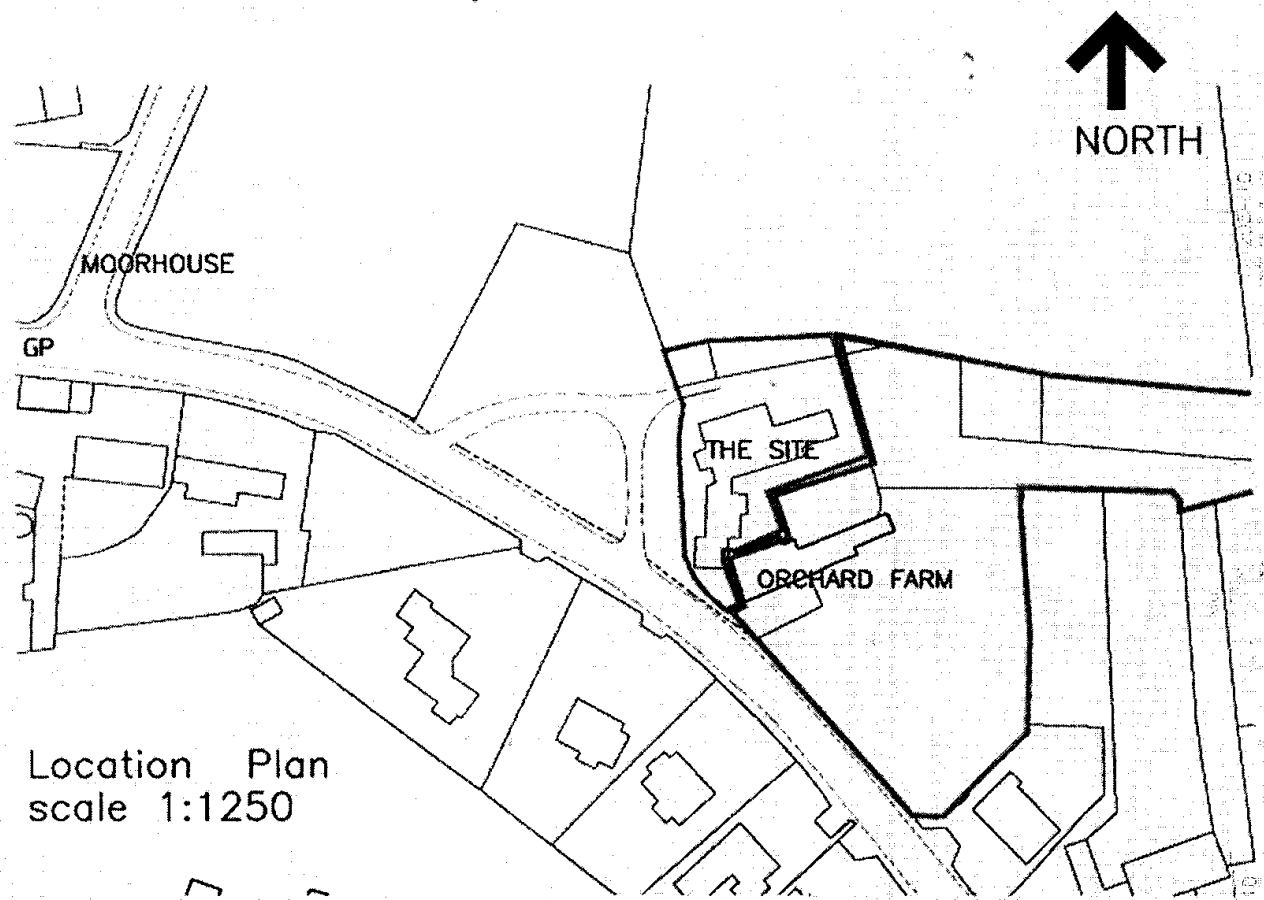 NORTH
MOORHOUSE
GP
THE SITE
ORCHARD FARM
Location Plan
scale 1:1250